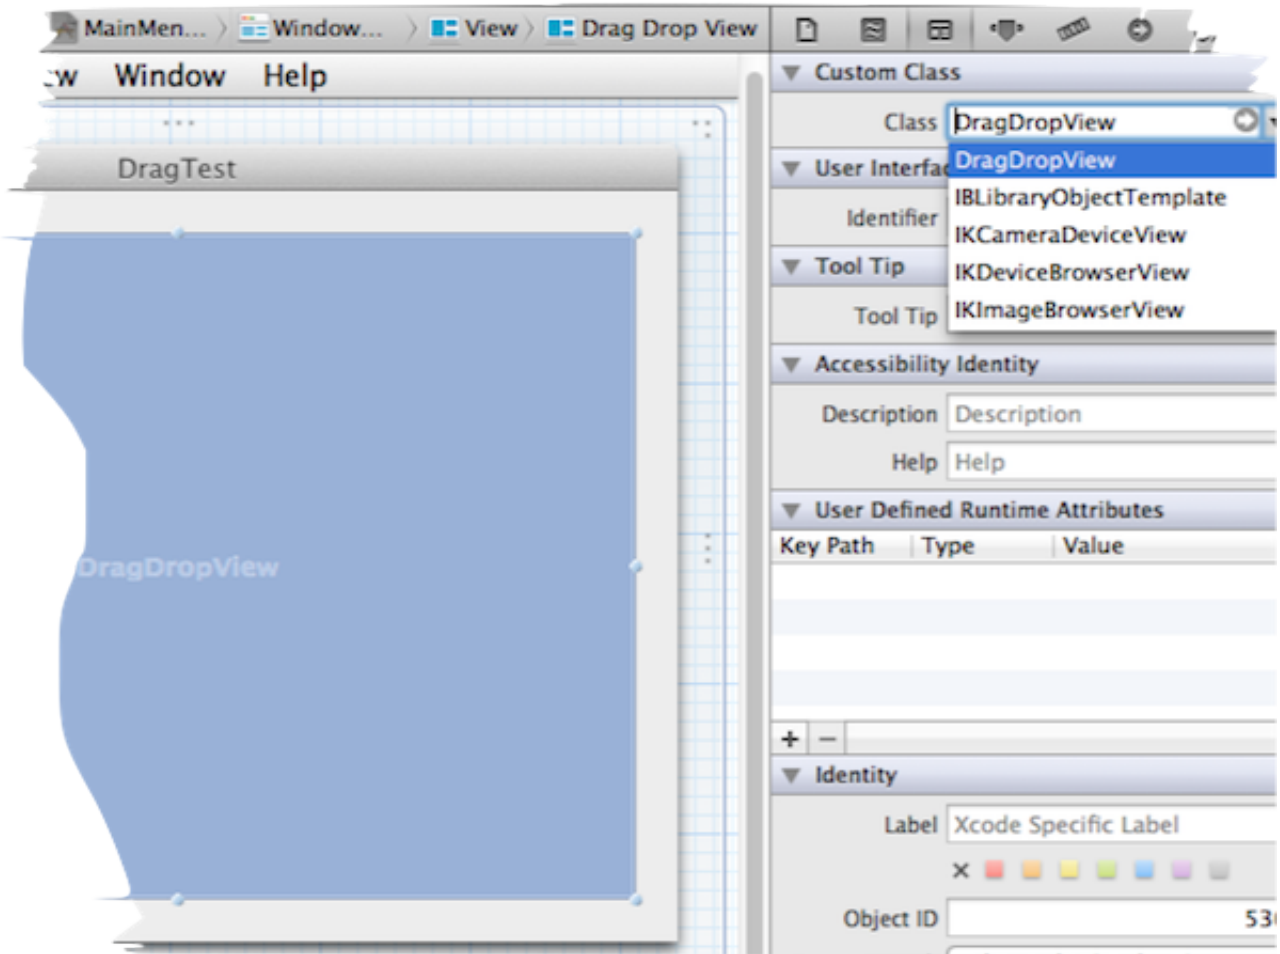 MainMen... Window... View Drag Drop View
Window Help
DragTest
DragDropView
Custom Class
Class DragDropView
DragDropView
IBLibraryObjectTemplate
IKCameraDeviceView
IKDeviceBrowserView
IKImageBrowserView
User Interfac
Identifier
Tool Tip
Tool Tip
Accessibility Identity
Description Description
Help Help
User Defined Runtime Attributes
Key Path Type Value
Identity
Label Xcode Specific Label
Object ID